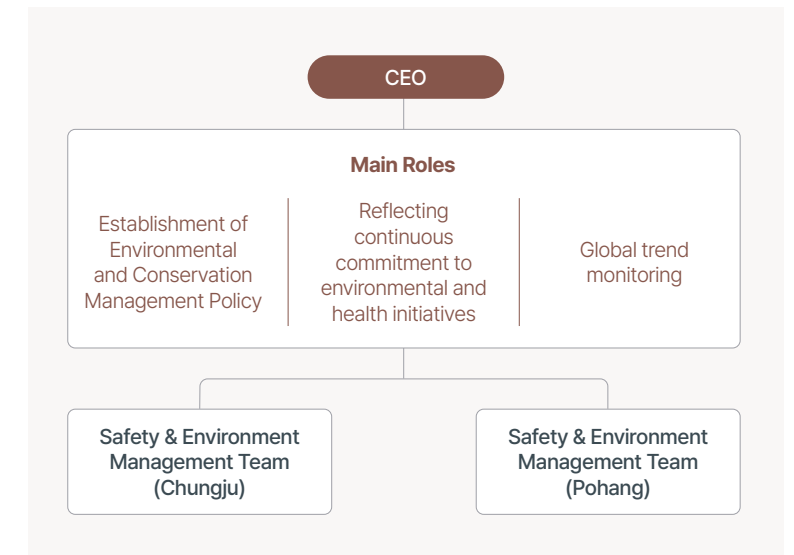 CEO
Main Roles
Establishment of
Environmental
and Conservation
Management Policy
Reflecting
continuous
commitment to
environmental and
health initiatives
Global trend
monitoring
Safety & Environment
Management Team
(Chungju)
Safety & Environment
Management Team
(Pohang)